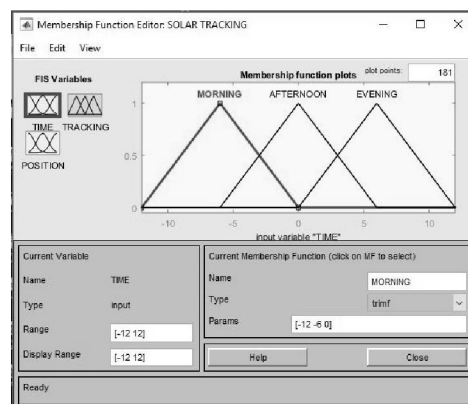 Membership Function Editor: SOLAR TRACKING
File Edit View
FIS Variables
TIME TRACKING
POSITION
Membership function plots plot points: 181
MORNING AFTERNOON EVENING
1
0.5
0
-10 -5 0 5 10
input variable "TIME"
Current Variable
Name TIME
Type input
Range [-12 12]
Display Range [-12 12]
Current Membership Function (click on MF to select)
Name MORNING
Type trimf
Params [-12 -6 0]
Help Close
Ready